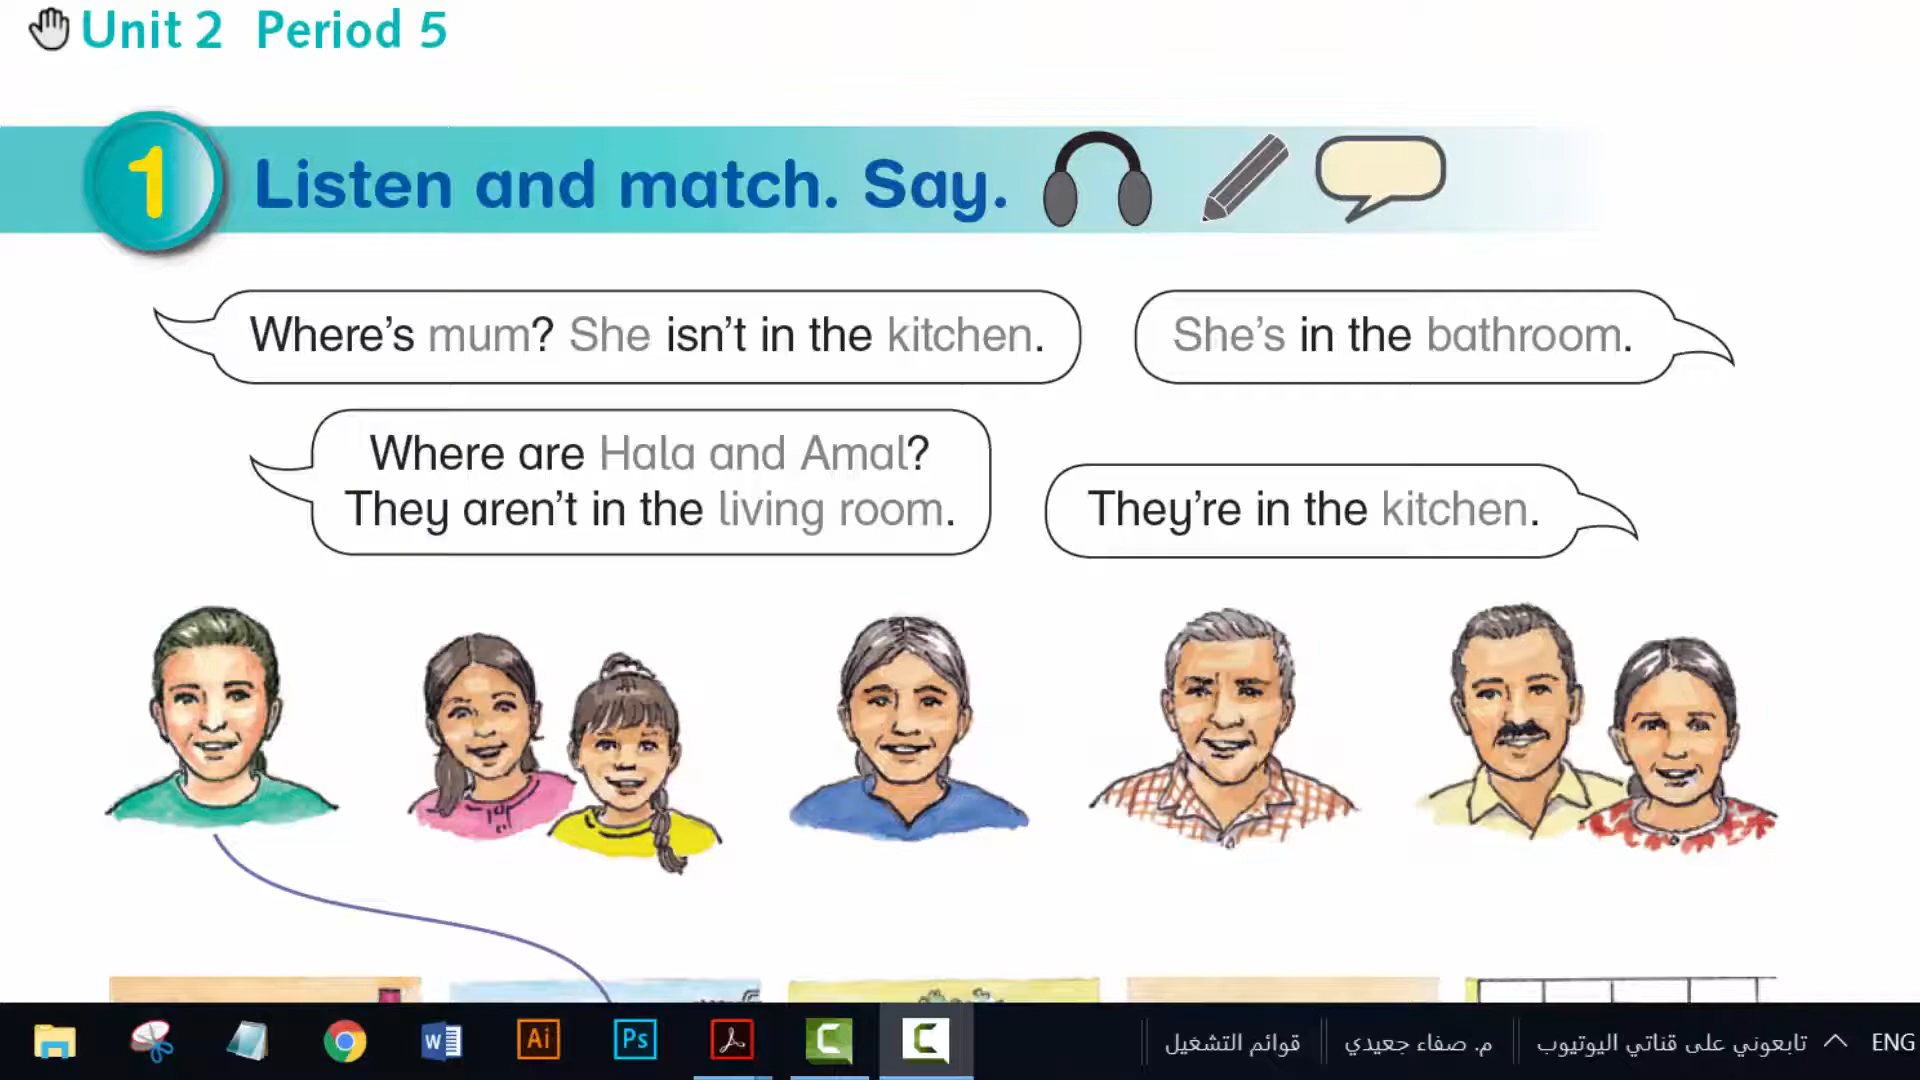 Unit 2 Period 5
1 Listen and match. Say.
Where's mum? She isn't in the kitchen.
She's in the bathroom.
Where are Hala and Amal?
They aren't in the living room.
They're in the kitchen.
W Ai Ps C C قوائم التشغيل م. صفاء جعيدي تابعوني على قناتي اليوتيوب ENG